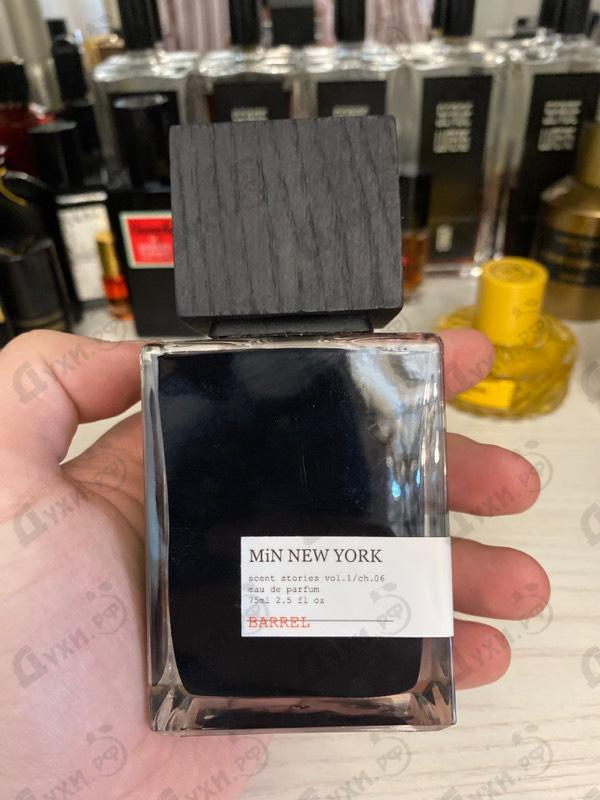 MiN NEW YORK
scent stories vol.1/ch.06
eau de parfum
75ml 2.5 fl oz
BARREL
Духи.рф